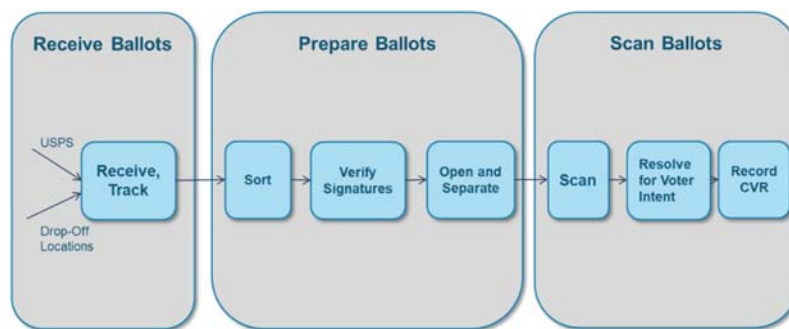 Receive Ballots
Prepare Ballots
Scan Ballots
USPS
Receive,
Track
Drop-Off
Locations
Sort
Verify
Signatures
Open and
Separate
Scan
Resolve
for Voter
Intent
Record
CVR